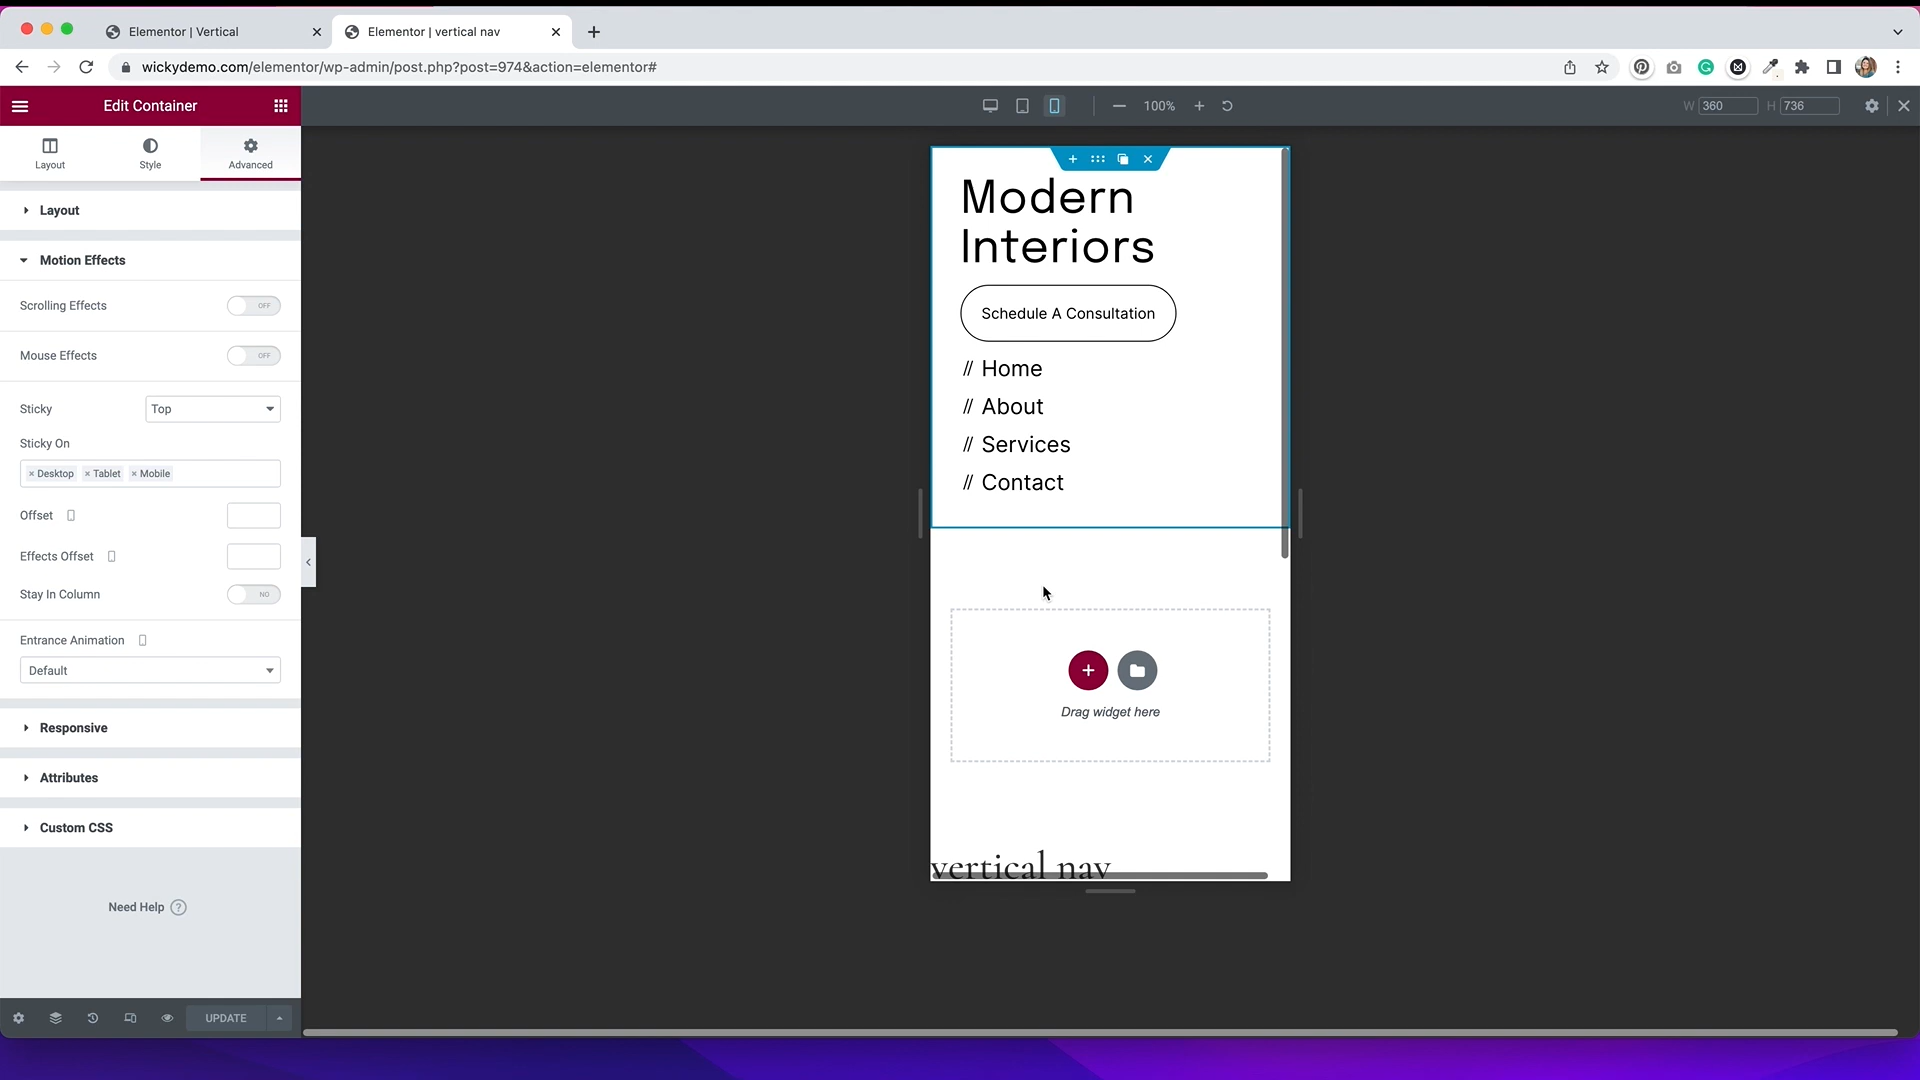 Elementor | Vertical
Elementor | vertical nav
wickydemo.com/elementor/wp-admin/post.php?post=974&action=elementor#
Edit Container
100%
W 360 H 736
Layout
Style
Advanced
Layout
Motion Effects
Scrolling Effects
OFF
Mouse Effects
OFF
Sticky
Top
Sticky On
× Desktop × Tablet × Mobile
Offset
Effects Offset
Stay In Column
NO
Entrance Animation
Default
Responsive
Attributes
Custom CSS
Need Help ?
UPDATE
Modern
Interiors
Schedule A Consultation
// Home
// About
// Services
// Contact
Drag widget here
vertical nav